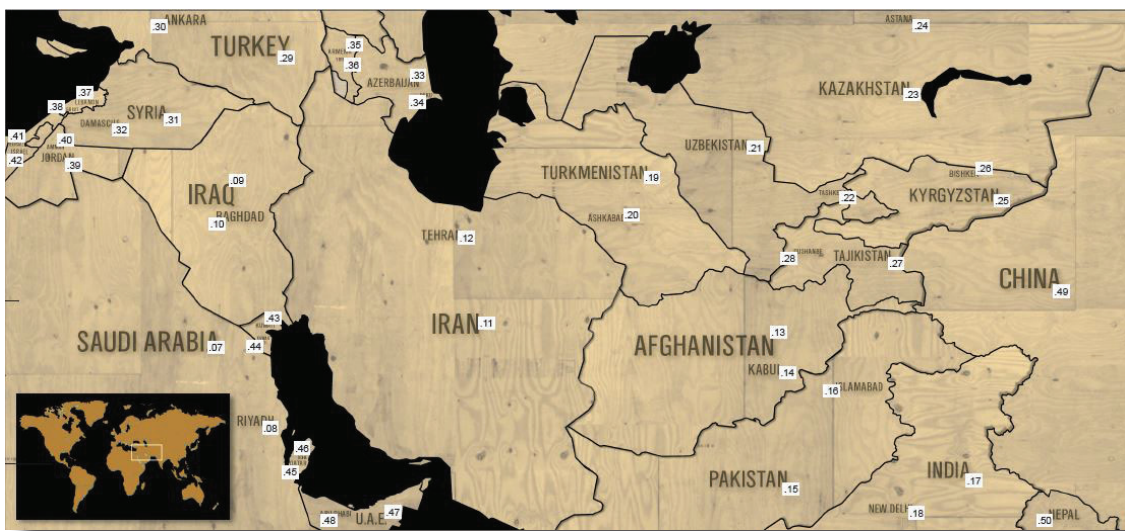 ANKARA
.30
ASTANA
.24
.35
TURKEY
.29
.36
AZERBAIJAN
.33
.34
KAZAKHSTAN
.23
.37
.38
SYRIA
.31
DAMASCUS
.32
.41
.40
.42
JORDAN
.39
UZBEKISTAN
.21
TURKMENISTAN
.19
BISHKEK
.26
.09
IRAQ
TASHKENT
.22
KYRGYZSTAN
.25
BAGHDAD
.10
ASHKABAD
.20
TEHRAN
.12
DUSHANBE
.28
TAJIKISTAN
.27
CHINA
.49
.43
IRAN
.11
SAUDI ARABIA
.07
.44
AFGHANISTAN
.13
KABUL
.14
.16
ISLAMABAD
RIYADH
.08
.46
.45
PAKISTAN
.15
INDIA
.17
.48
U.A.E.
.47
NEW DELHI
.18
.50
NEPAL